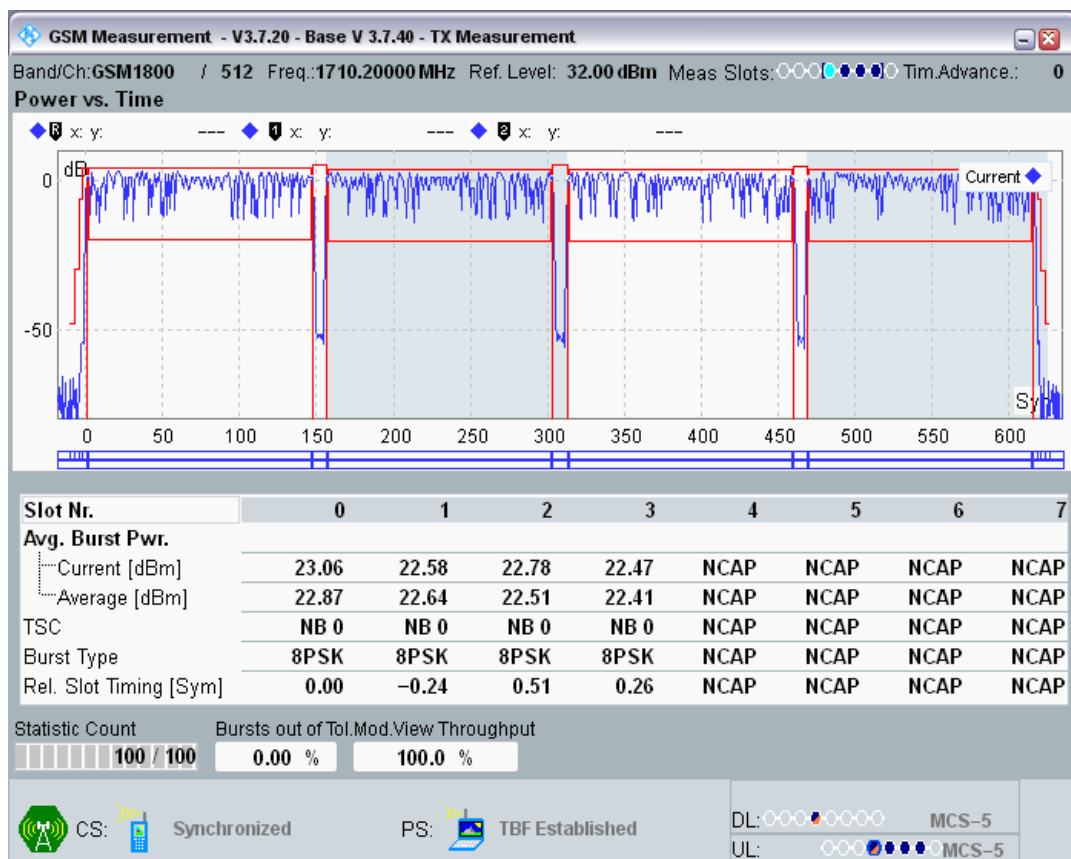 GSM Measurement - V3.7.20 - Base V 3.7.40 - TX Measurement
Band/Ch:GSM1800 / 512 Freq.:1710.20000 MHz Ref. Level: 32.00 dBm Meas Slots: Tim.Advance.: 0
Power vs. Time
R x: y: --- 1 x: y: --- 2 x: y: ---
dB
0
Current
-50
0 50 100 150 200 250 300 350 400 450 500 550 600
Slot Nr. 0 1 2 3 4 5 6 7
Avg. Burst Pwr.
Current [dBm] 23.06 22.58 22.78 22.47 NCAP NCAP NCAP NCAP
Average [dBm] 22.87 22.64 22.51 22.41 NCAP NCAP NCAP NCAP
TSC NB 0 NB 0 NB 0 NB 0 NCAP NCAP NCAP NCAP
Burst Type 8PSK 8PSK 8PSK 8PSK NCAP NCAP NCAP NCAP
Rel. Slot Timing [Sym] 0.00 −0.24 0.51 0.26 NCAP NCAP NCAP NCAP
Statistic Count Bursts out of Tol.Mod.View Throughput
100 / 100 0.00 % 100.0 %
CS: Synchronized PS: TBF Established
DL: MCS−5
UL: MCS−5